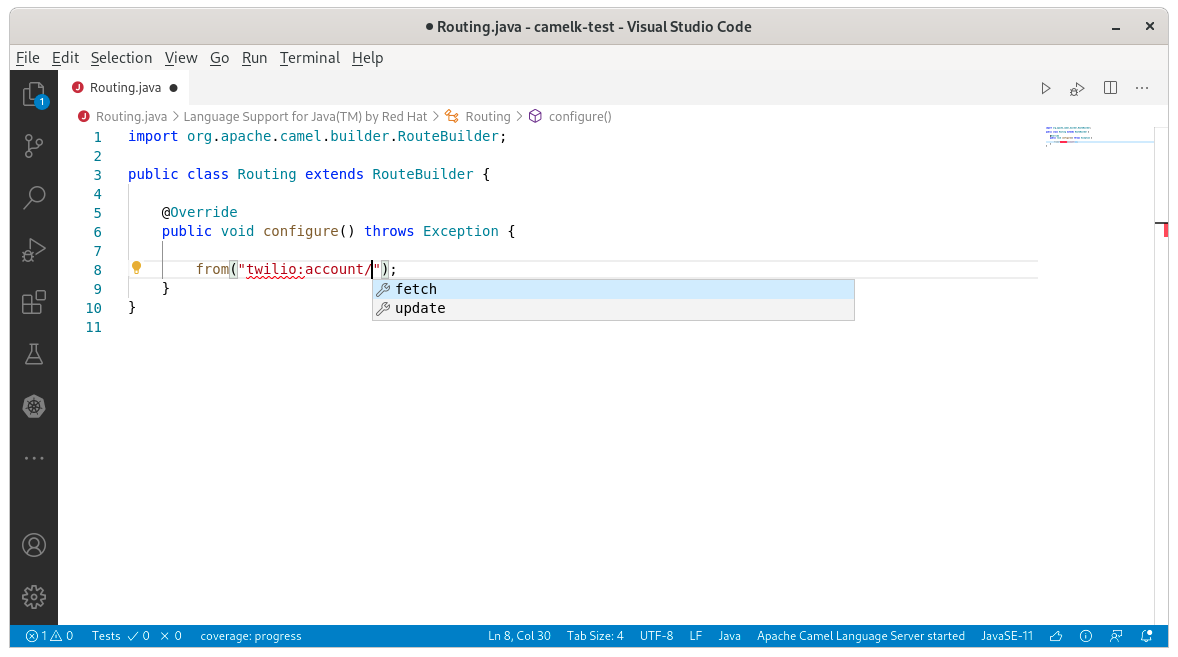 ● Routing.java - camelk-test - Visual Studio Code
File Edit Selection View Go Run Terminal Help
1
Routing.java ●
Routing.java > Language Support for Java(TM) by Red Hat > Routing > configure()
1 import org.apache.camel.builder.RouteBuilder;
2
3 public class Routing extends RouteBuilder {
4
5 @Override
6 public void configure() throws Exception {
7
8 from("twilio:account/");
9 }
10 }
11
fetch
update
1 0 Tests ✓ 0 × 0 coverage: progress Ln 8, Col 30 Tab Size: 4 UTF-8 LF Java Apache Camel Language Server started JavaSE-11